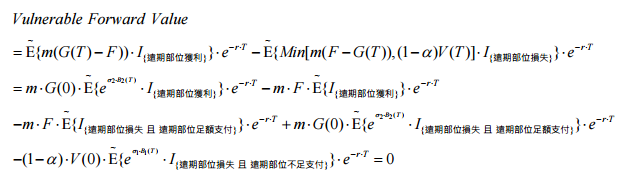 Vulnerable Forward Value
=Ẽ{m(G(T)−F))·I{遠期部位獲利}}·e^{−r·T}−Ẽ{Min[m(F−G(T)),(1−α)V(T)]·I{遠期部位損失}}·e^{−r·T}
=m·G(0)·Ẽ{e^{σ₂·B₂(T)}·I{遠期部位獲利}}·e^{−r·T}−m·F·Ẽ{I{遠期部位獲利}}·e^{−r·T}
−m·F·Ẽ{I{遠期部位損失 且 遠期部位足額支付}}·e^{−r·T}+m·G(0)·Ẽ{e^{σ₂·B₂(T)}·I{遠期部位損失 且 遠期部位足額支付}}·e^{−r·T}
−(1−α)·V(0)·Ẽ{e^{σ₁·B₁(T)}·I{遠期部位損失 且 遠期部位不足支付}}·e^{−r·T}=0